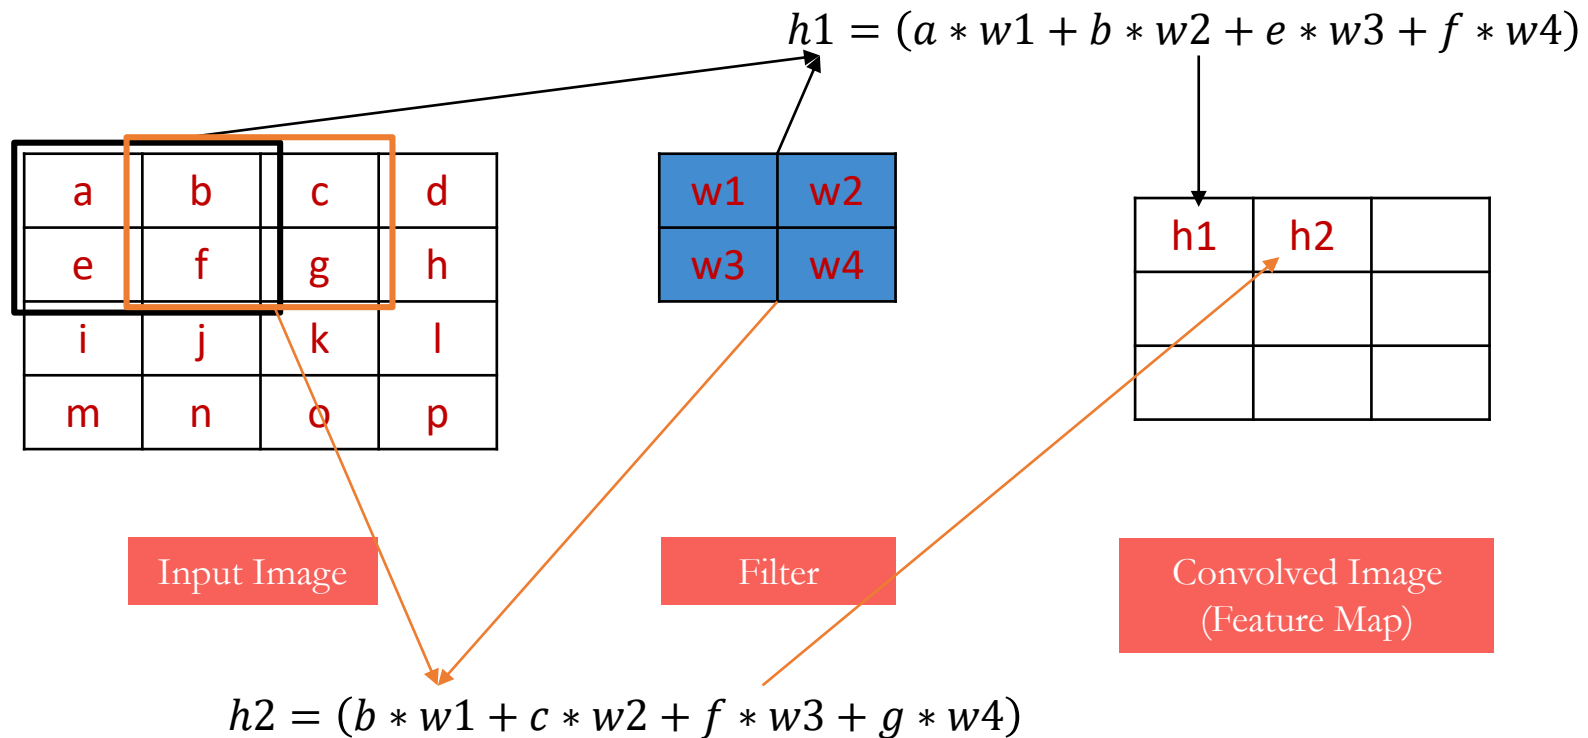 h1 = (a * w1 + b * w2 + e * w3 + f * w4)
a b c d
e f g h
i j k l
m n o p
w1 w2
w3 w4
h1 h2
Input Image
Filter
Convolved Image
(Feature Map)
h2 = (b * w1 + c * w2 + f * w3 + g * w4)